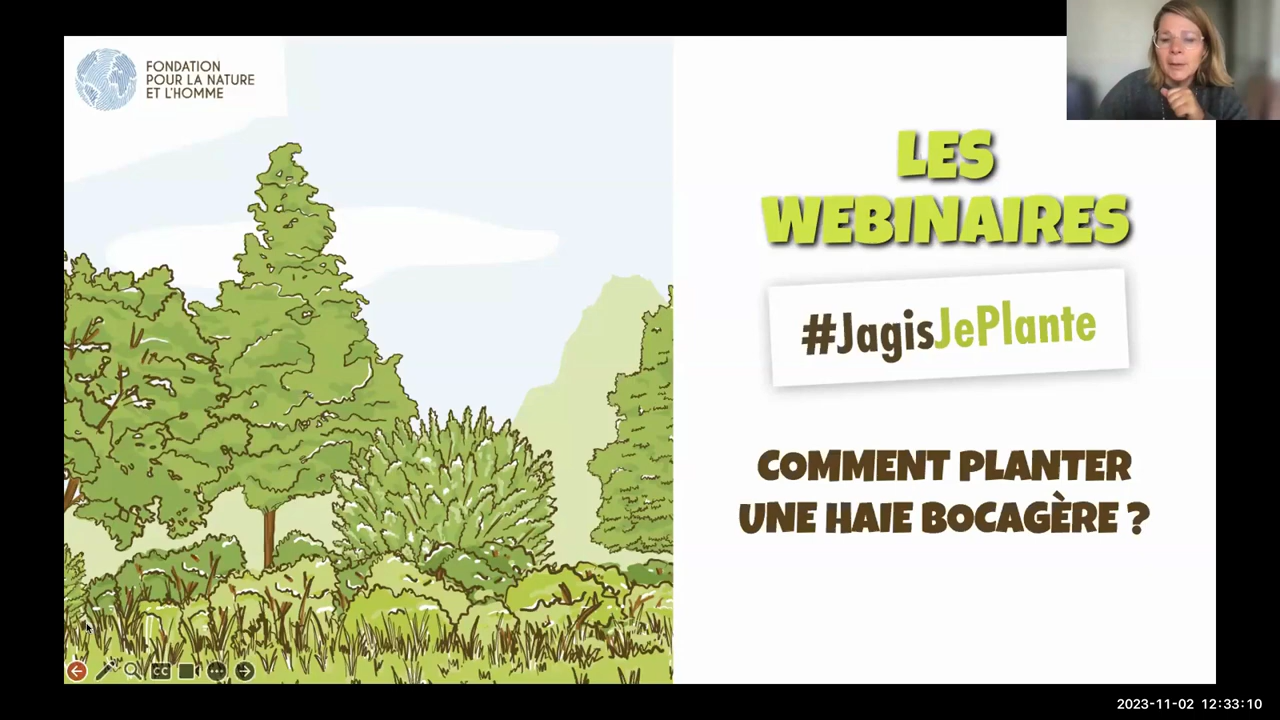 FONDATION
POUR LA NATURE
ET L'HOMME
LES
WEBINAIRES
#JagisJePlante
COMMENT PLANTER
UNE HAIE BOCAGÈRE ?
CC
2023-11-02 12:33:10